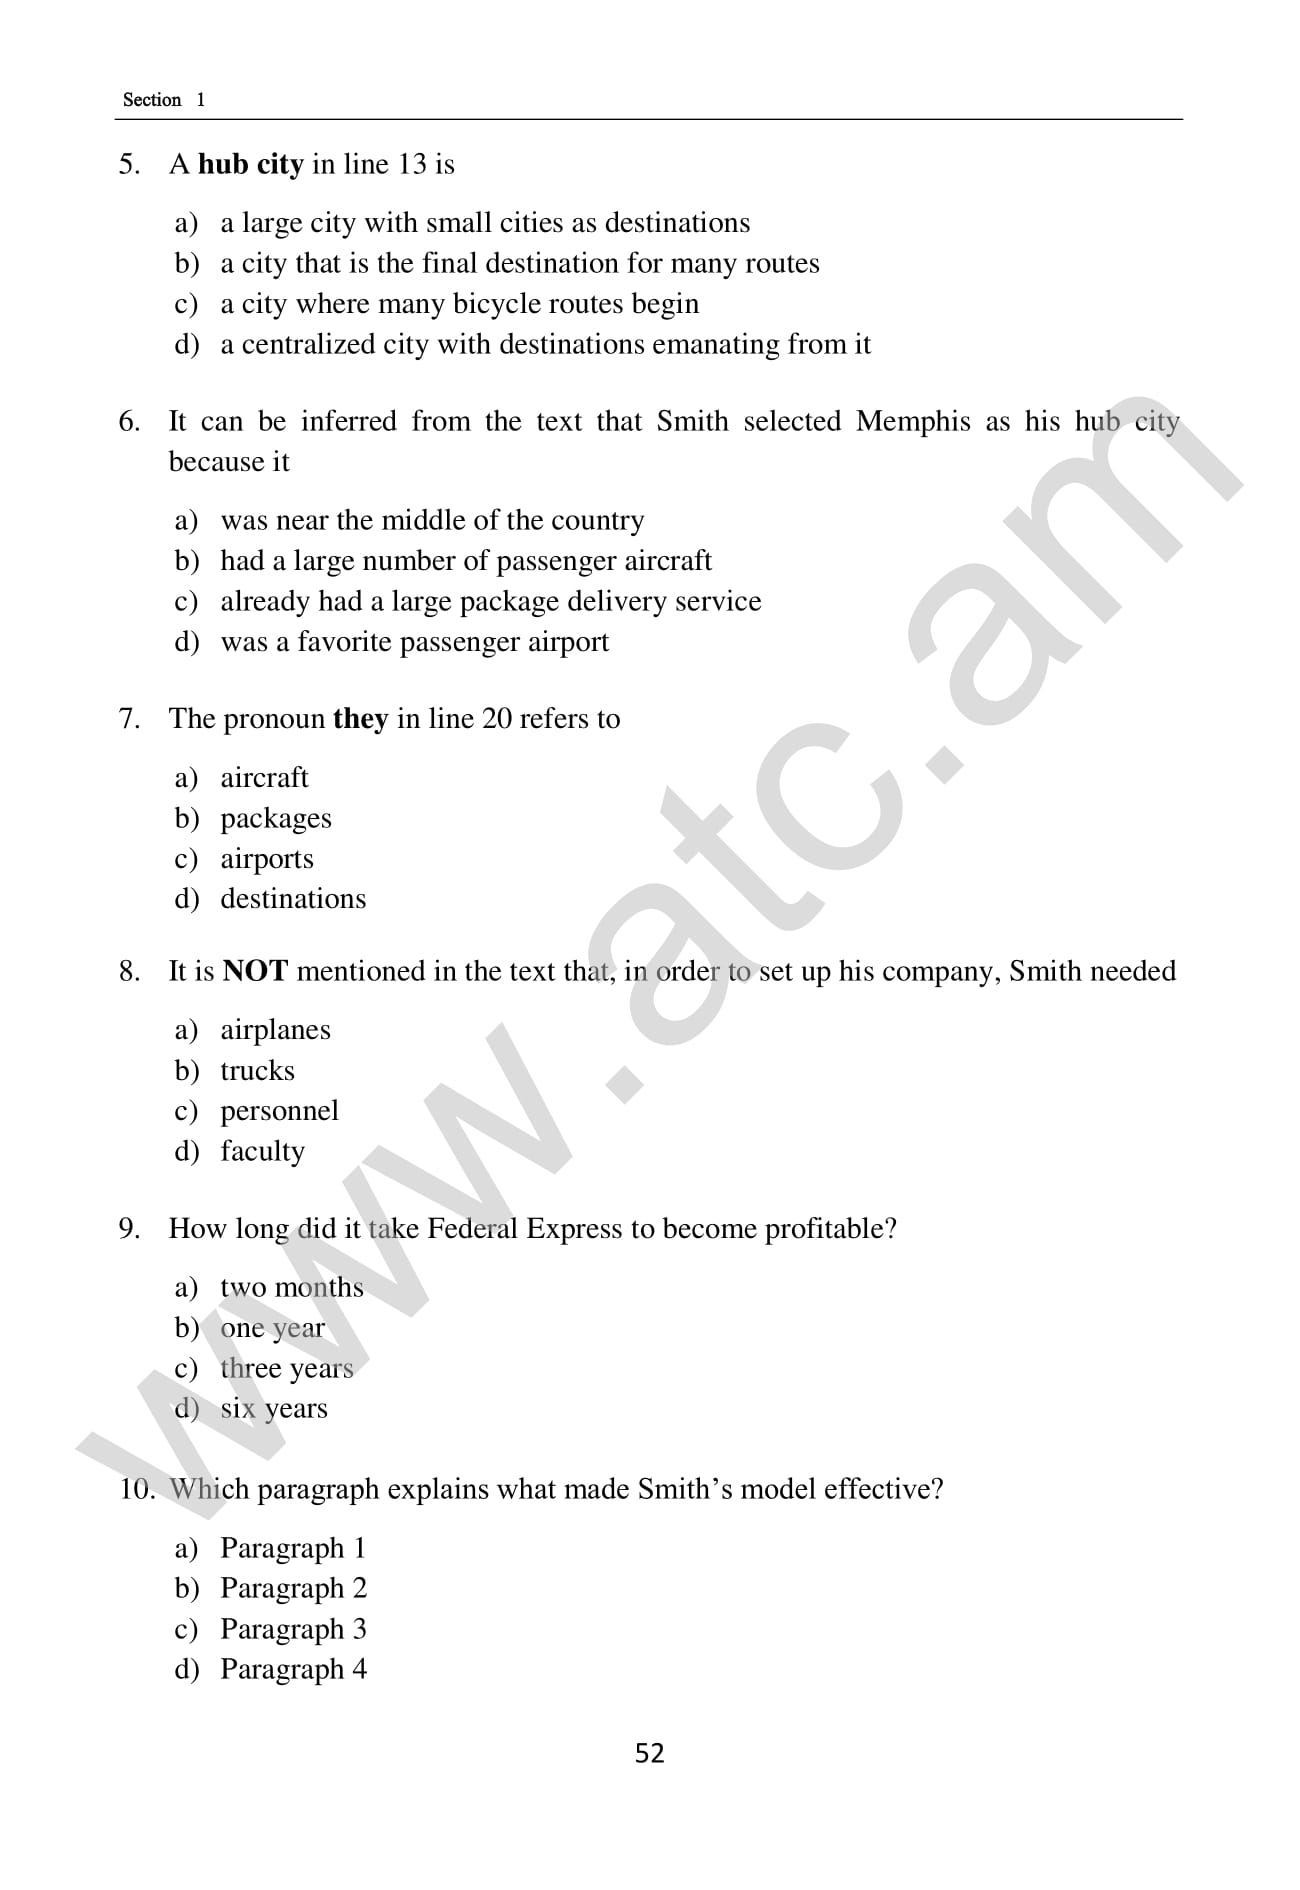 Section 1
5. A hub city in line 13 is
a) a large city with small cities as destinations
b) a city that is the final destination for many routes
c) a city where many bicycle routes begin
d) a centralized city with destinations emanating from it
6. It can be inferred from the text that Smith selected Memphis as his hub city
because it
a) was near the middle of the country
b) had a large number of passenger aircraft
c) already had a large package delivery service
d) was a favorite passenger airport
7. The pronoun they in line 20 refers to
a) aircraft
b) packages
c) airports
d) destinations
8. It is NOT mentioned in the text that, in order to set up his company, Smith needed
a) airplanes
b) trucks
c) personnel
d) faculty
9. How long did it take Federal Express to become profitable?
a) two months
b) one year
c) three years
d) six years
10. Which paragraph explains what made Smith’s model effective?
a) Paragraph 1
b) Paragraph 2
c) Paragraph 3
d) Paragraph 4
52
www.atc.am